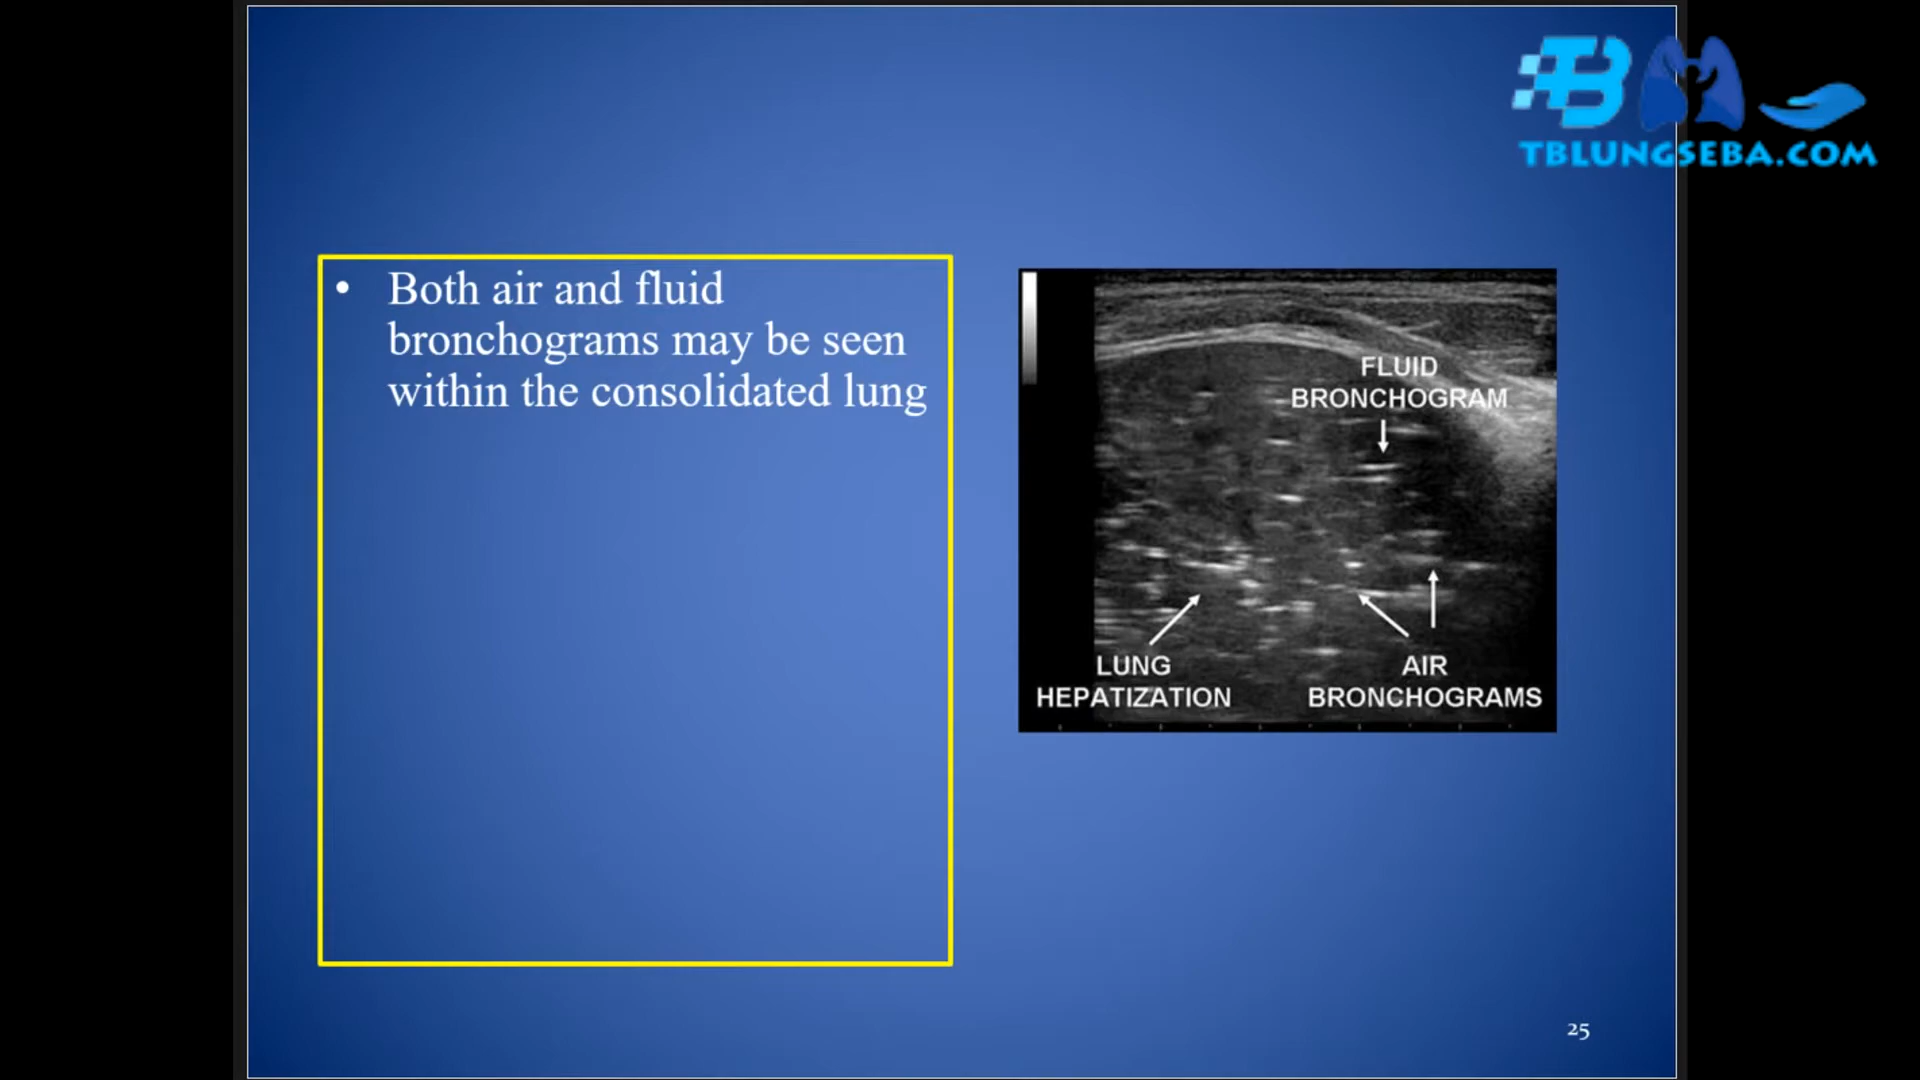 TB
TBLUNGSEBA.COM
• Both air and fluid
bronchograms may be seen
within the consolidated lung
FLUID
BRONCHOGRAM
LUNG
HEPATIZATION
AIR
BRONCHOGRAMS
25